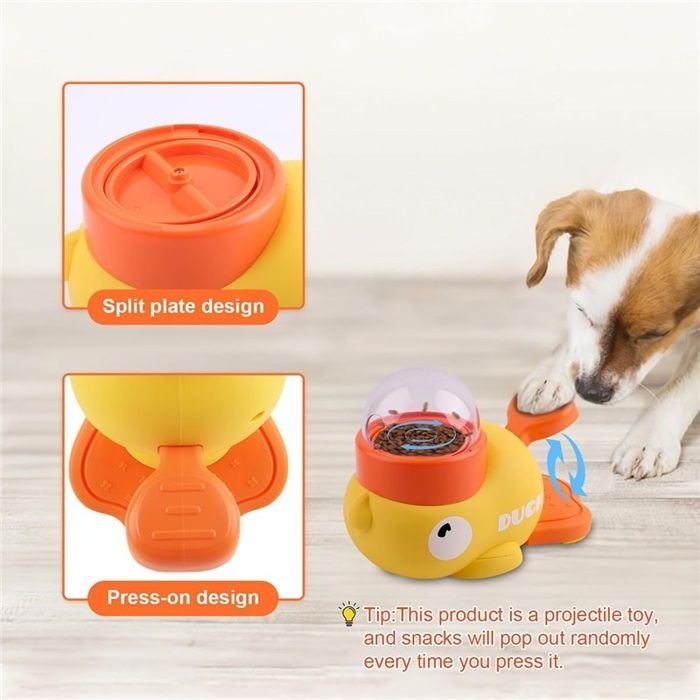 Split plate design
Press-on design
DUCK
Tip:This product is a projectile toy,
and snacks will pop out randomly
every time you press it.